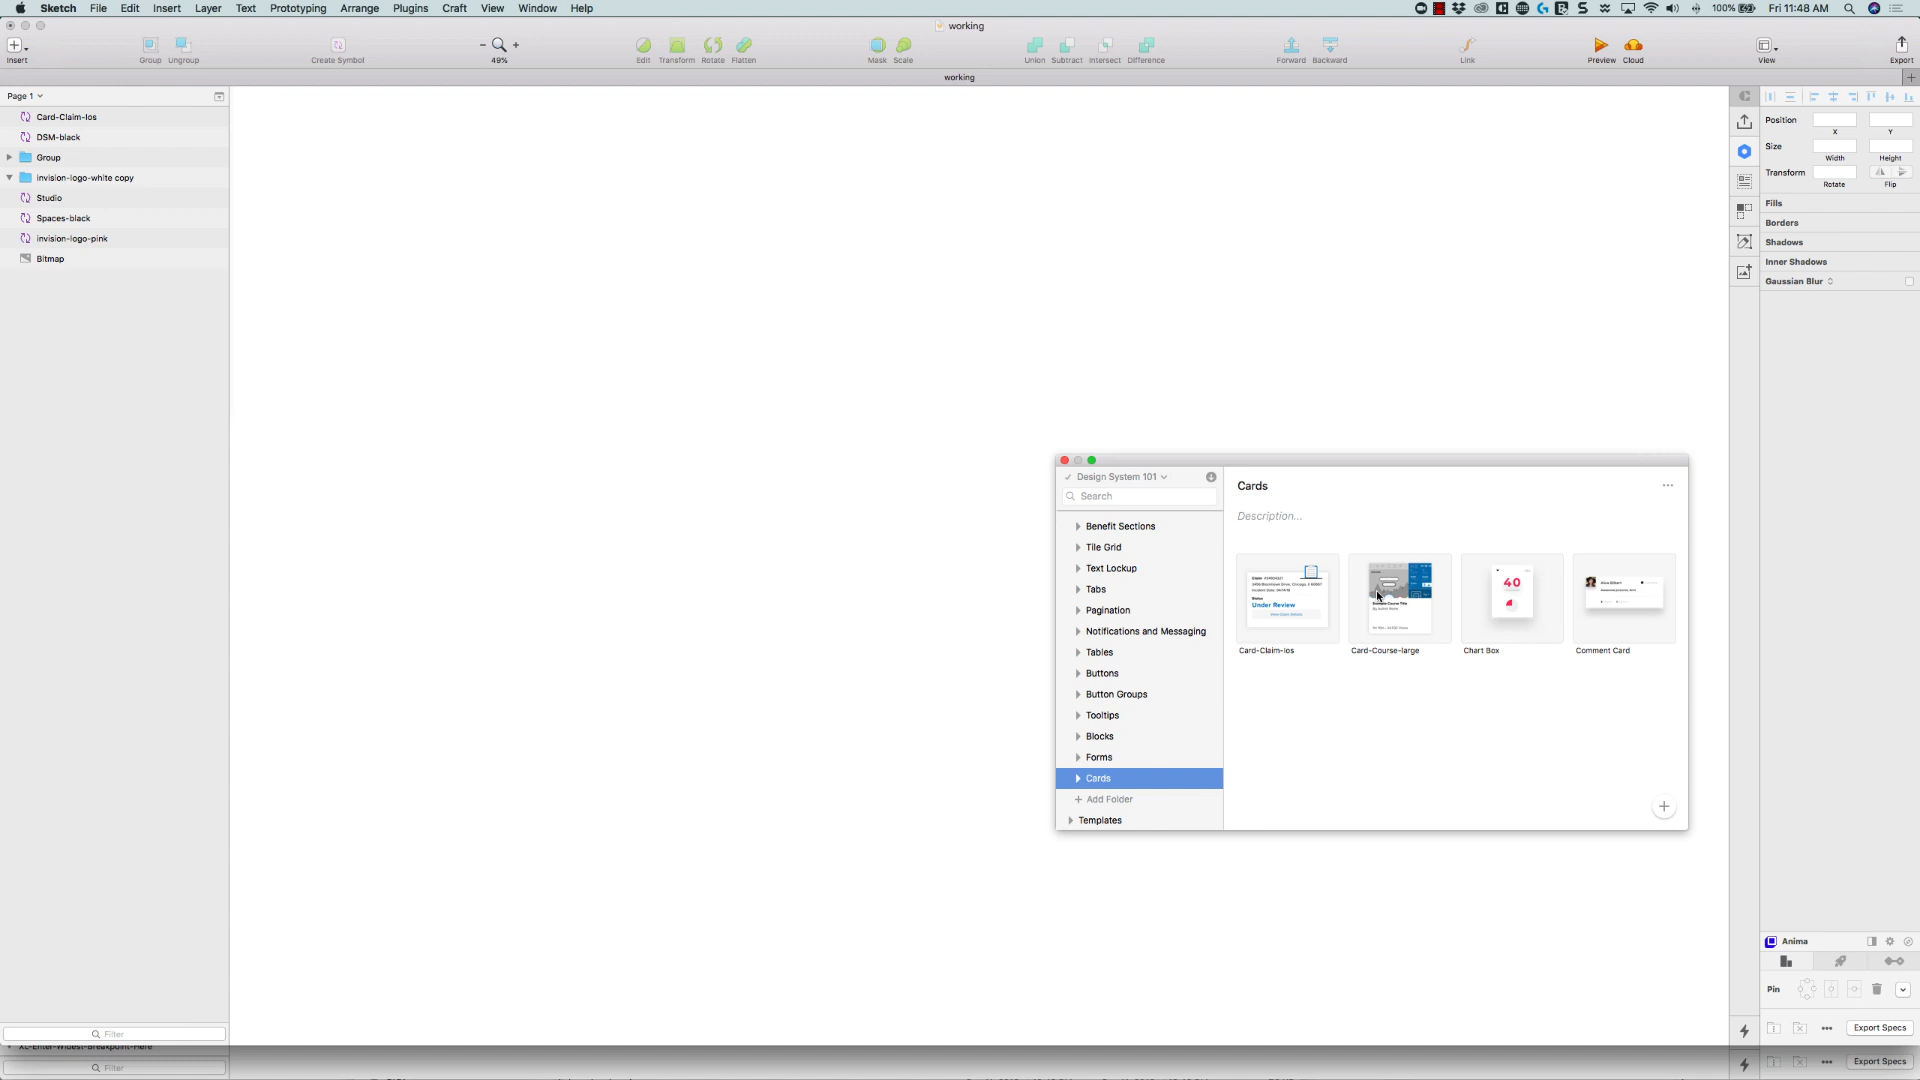 Sketch File Edit Insert Layer Text Prototyping Arrange Plugins Craft View Window Help 100% Fri 11:48 AM
working
Insert Group Ungroup Create Symbol 49% Edit Transform Rotate Flatten Mask Scale Union Subtract Intersect Difference Forward Backward Link Preview Cloud View Export
working
Page 1
Card-Claim-Ios
DSM-black
Group
invision-logo-white copy
Studio
Spaces-black
invision-logo-pink
Bitmap
Filter
XL-Enter-Widest-Breakpoint-Here
Filter
Design System 101
Search
Benefit Sections
Tile Grid
Text Lockup
Tabs
Pagination
Notifications and Messaging
Tables
Buttons
Button Groups
Tooltips
Blocks
Forms
Cards
Add Folder
Templates
Cards
Description...
Status
Under Review
40
Card-Claim-Ios
Card-Course-large
Chart Box
Comment Card
Position
X Y
Size
Width Height
Transform
Rotate Flip
Fills
Borders
Shadows
Inner Shadows
Gaussian Blur
Anima
Pin
Export Specs
Export Specs